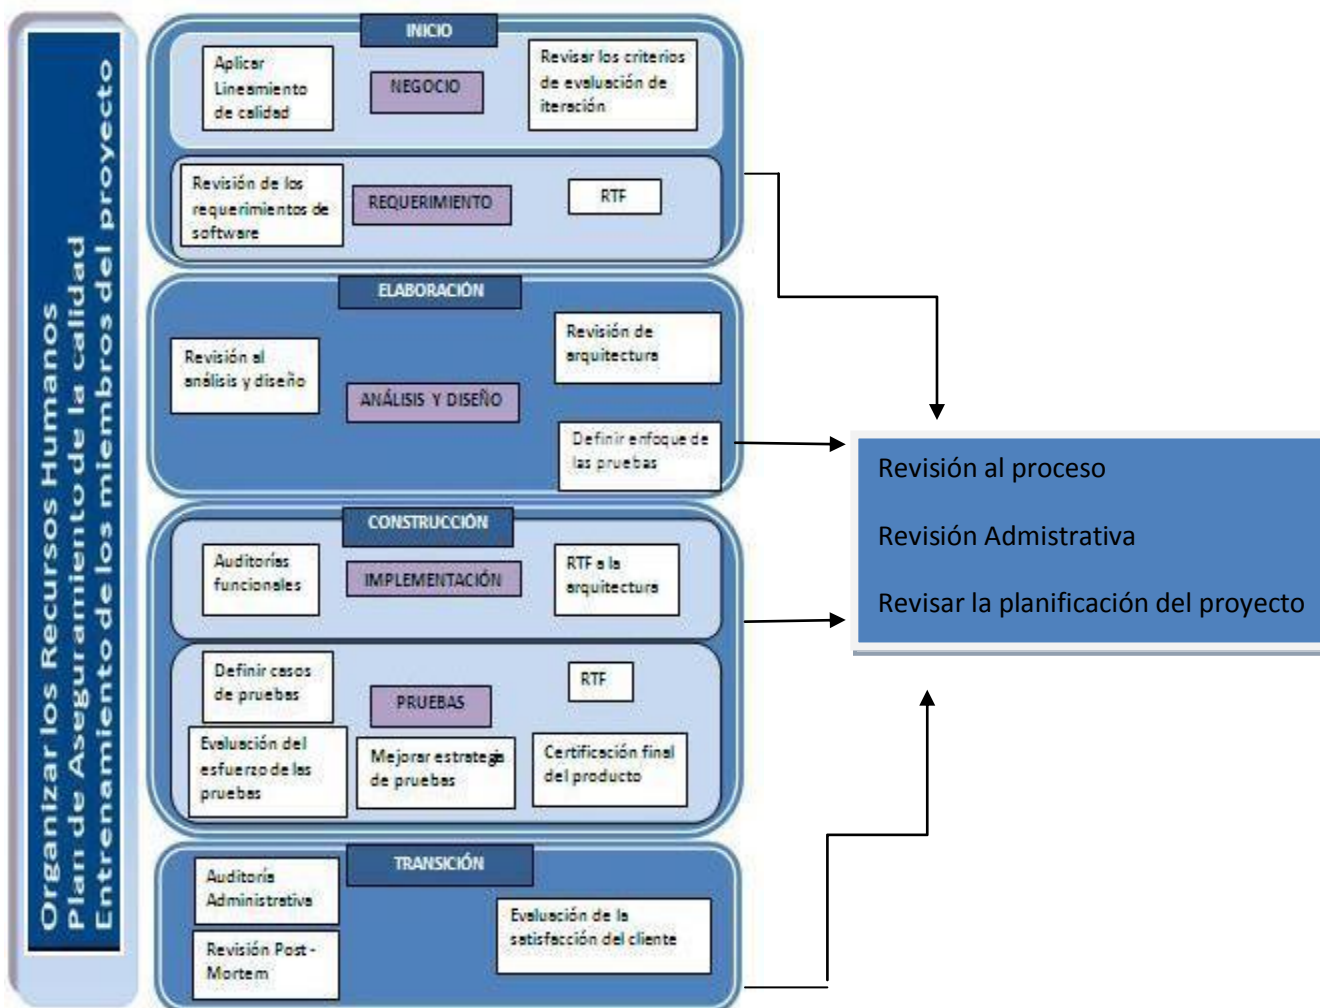 Organizar los Recursos Humanos
Plan de Aseguramiento de la calidad
Entrenamiento de los miembros del proyecto
INICIO
Aplicar
Lineamiento
de calidad
NEGOCIO
Revisar los criterios
de evaluación de
iteración
Revisión de los
requerimientos de
software
REQUERIMIENTO
RTF
ELABORACIÓN
Revisión al
análisis y diseño
ANÁLISIS Y DISEÑO
Revisión de
arquitectura
Definir enfoque de
las pruebas
CONSTRUCCIÓN
Auditorías
funcionales
IMPLEMENTACIÓN
RTF a la
arquitectura
Definir casos
de pruebas
PRUEBAS
RTF
Evaluación del
esfuerzo de las
pruebas
Mejorar estrategia
de pruebas
Certificación final
del producto
TRANSICIÓN
Auditoría
Administrativa
Revisión Post -
Mortem
Evaluación de la
satisfacción del cliente
Revisión al proceso
Revisión Admistrativa
Revisar la planificación del proyecto